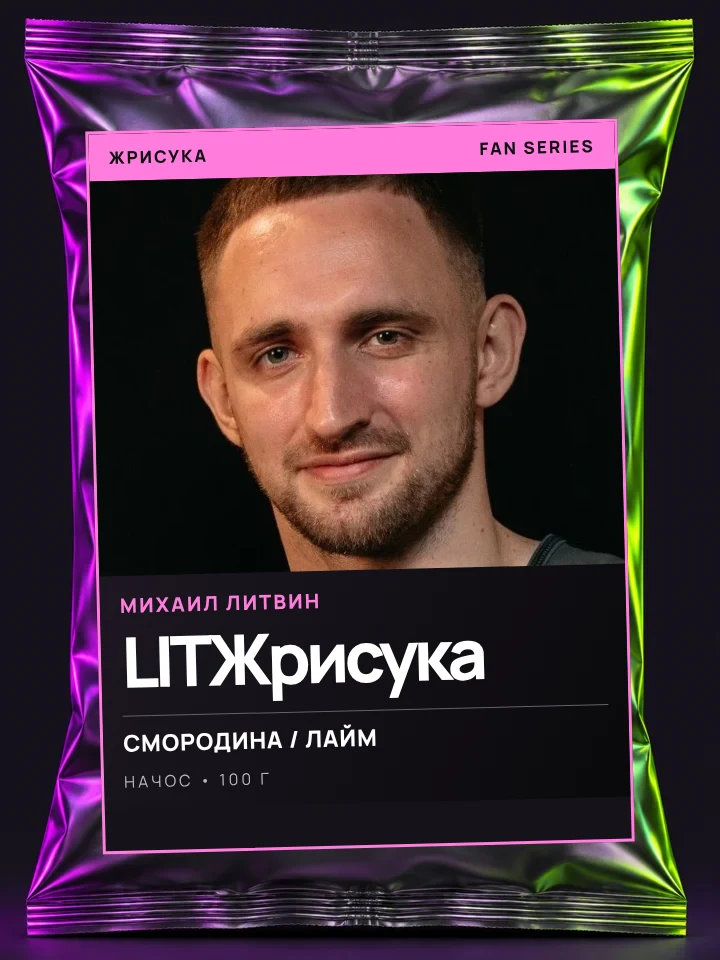 ЖРИСУКА
FAN SERIES
МИХАИЛ ЛИТВИН
LITЖрисука
СМОРОДИНА / ЛАЙМ
НАЧОС • 100 Г